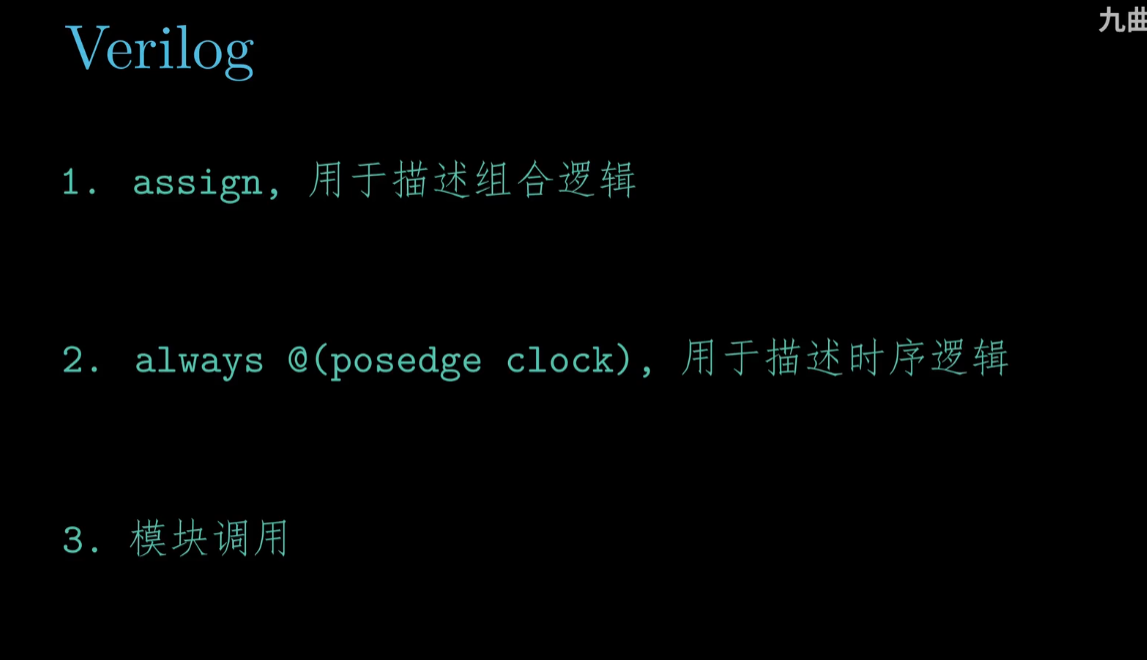 九曲
Verilog
1. assign, 用于描述组合逻辑
2. always @(posedge clock), 用于描述时序逻辑
3. 模块调用